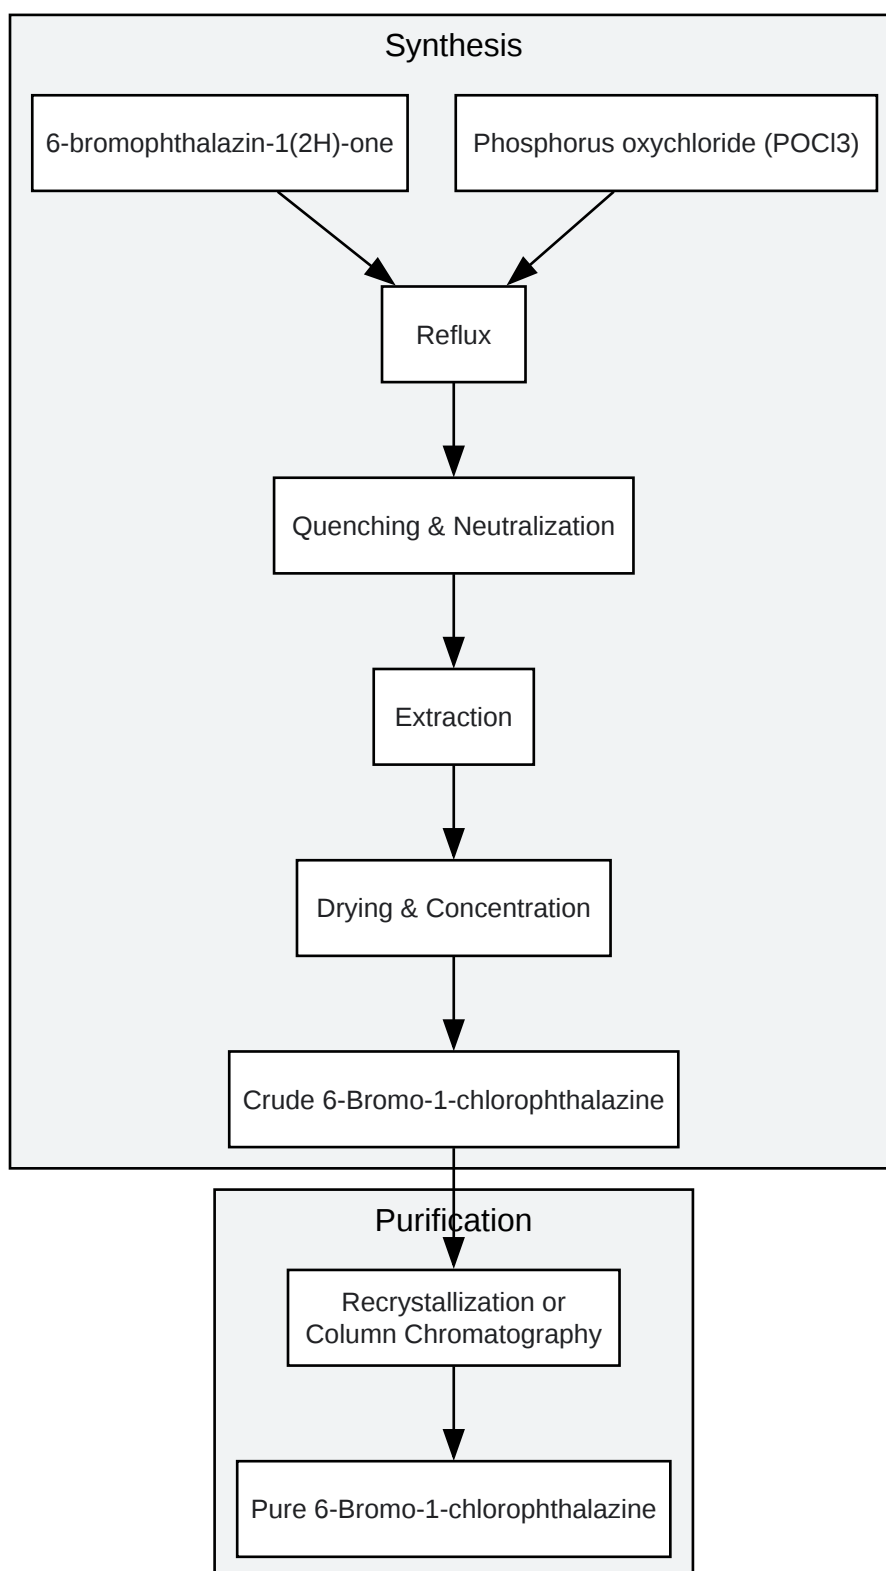 Synthesis
6-bromophthalazin-1(2H)-one
Phosphorus oxychloride (POCl3)
Reflux
Quenching & Neutralization
Extraction
Drying & Concentration
Crude 6-Bromo-1-chlorophthalazine
Purification
Recrystallization or
Column Chromatography
Pure 6-Bromo-1-chlorophthalazine